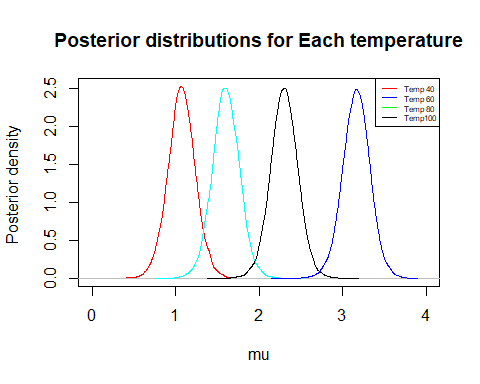 Posterior distributions for Each temperature
Posterior density
2.5
2.0
1.5
1.0
0.5
0.0
Temp 40
Temp 60
Temp 80
Temp100
0 1 2 3 4
mu